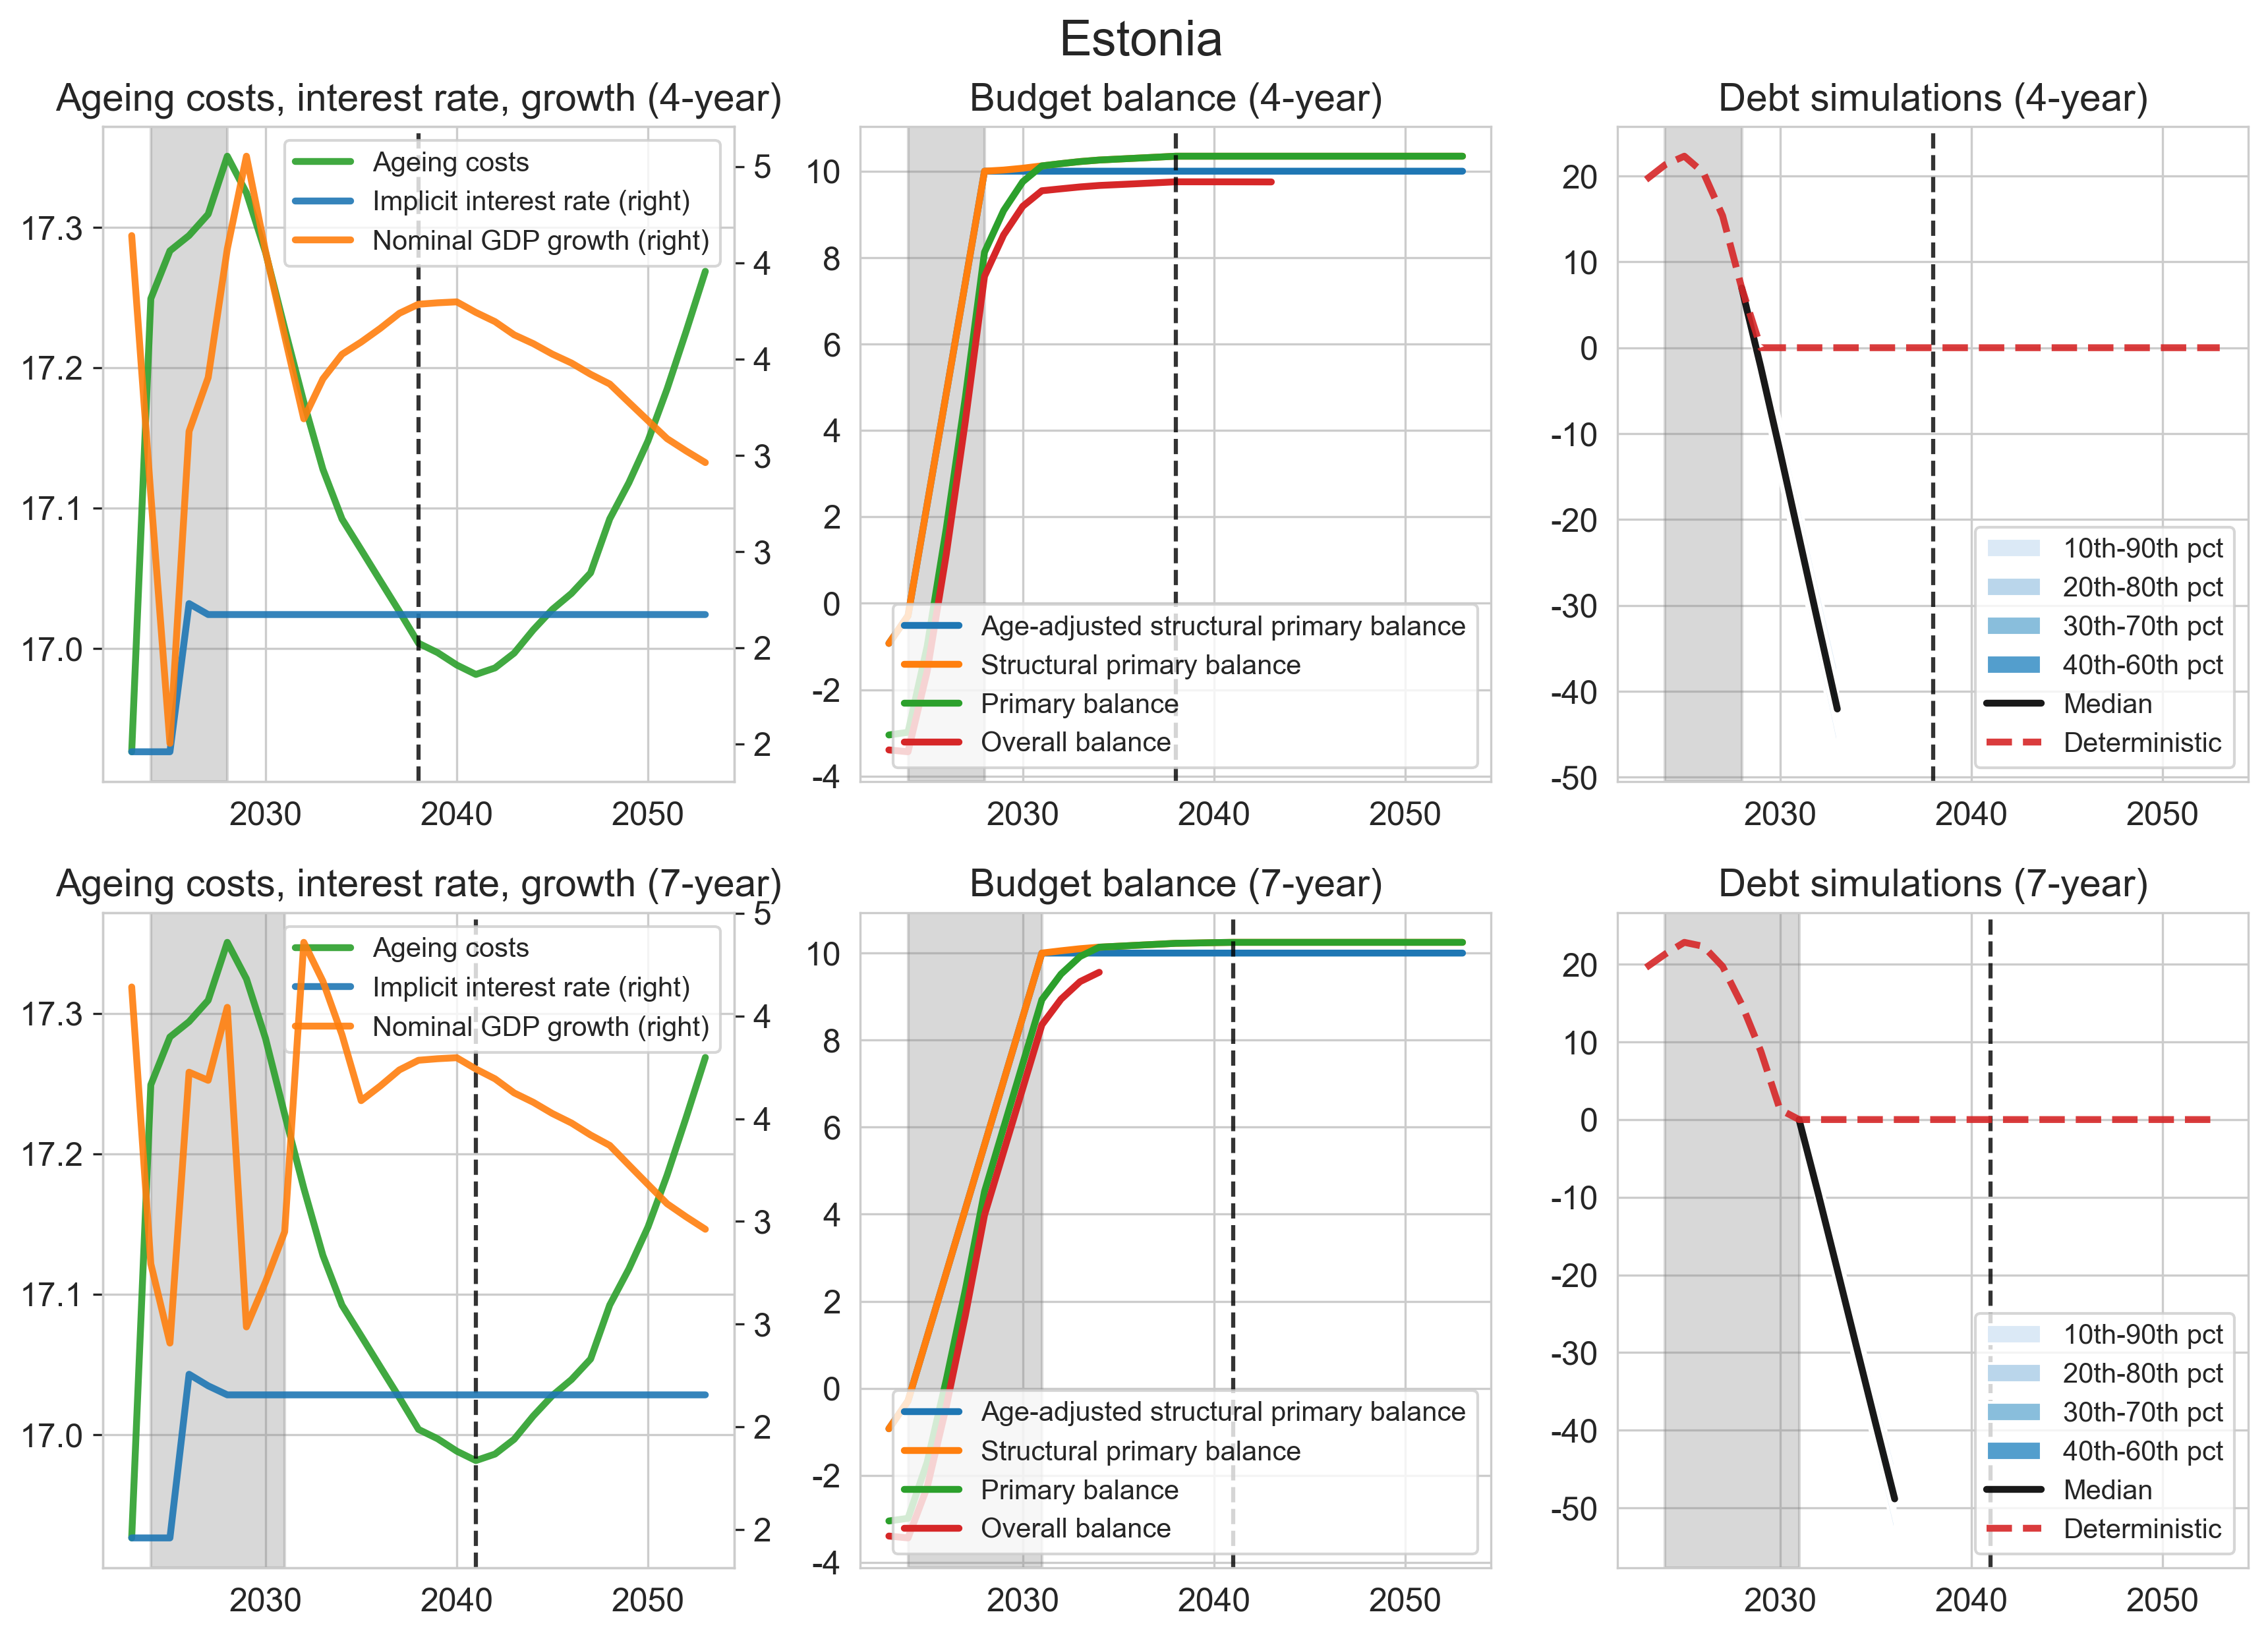 Estonia
Ageing costs, interest rate, growth (4-year)
Budget balance (4-year)
Debt simulations (4-year)
17.3
17.2
17.1
17.0
5
4
4
3
3
2
2
Ageing costs
Implicit interest rate (right)
Nominal GDP growth (right)
2030
2040
2050
10
8
6
4
2
0
-2
-4
Age-adjusted structural primary balance
Structural primary balance
Primary balance
Overall balance
2030
2040
2050
20
10
0
-10
-20
-30
-40
-50
10th-90th pct
20th-80th pct
30th-70th pct
40th-60th pct
Median
Deterministic
2030
2040
2050
Ageing costs, interest rate, growth (7-year)
Budget balance (7-year)
Debt simulations (7-year)
17.3
17.2
17.1
17.0
5
4
4
3
3
2
2
Ageing costs
Implicit interest rate (right)
Nominal GDP growth (right)
2030
2040
2050
10
8
6
4
2
0
-2
-4
Age-adjusted structural primary balance
Structural primary balance
Primary balance
Overall balance
2030
2040
2050
20
10
0
-10
-20
-30
-40
-50
10th-90th pct
20th-80th pct
30th-70th pct
40th-60th pct
Median
Deterministic
2030
2040
2050